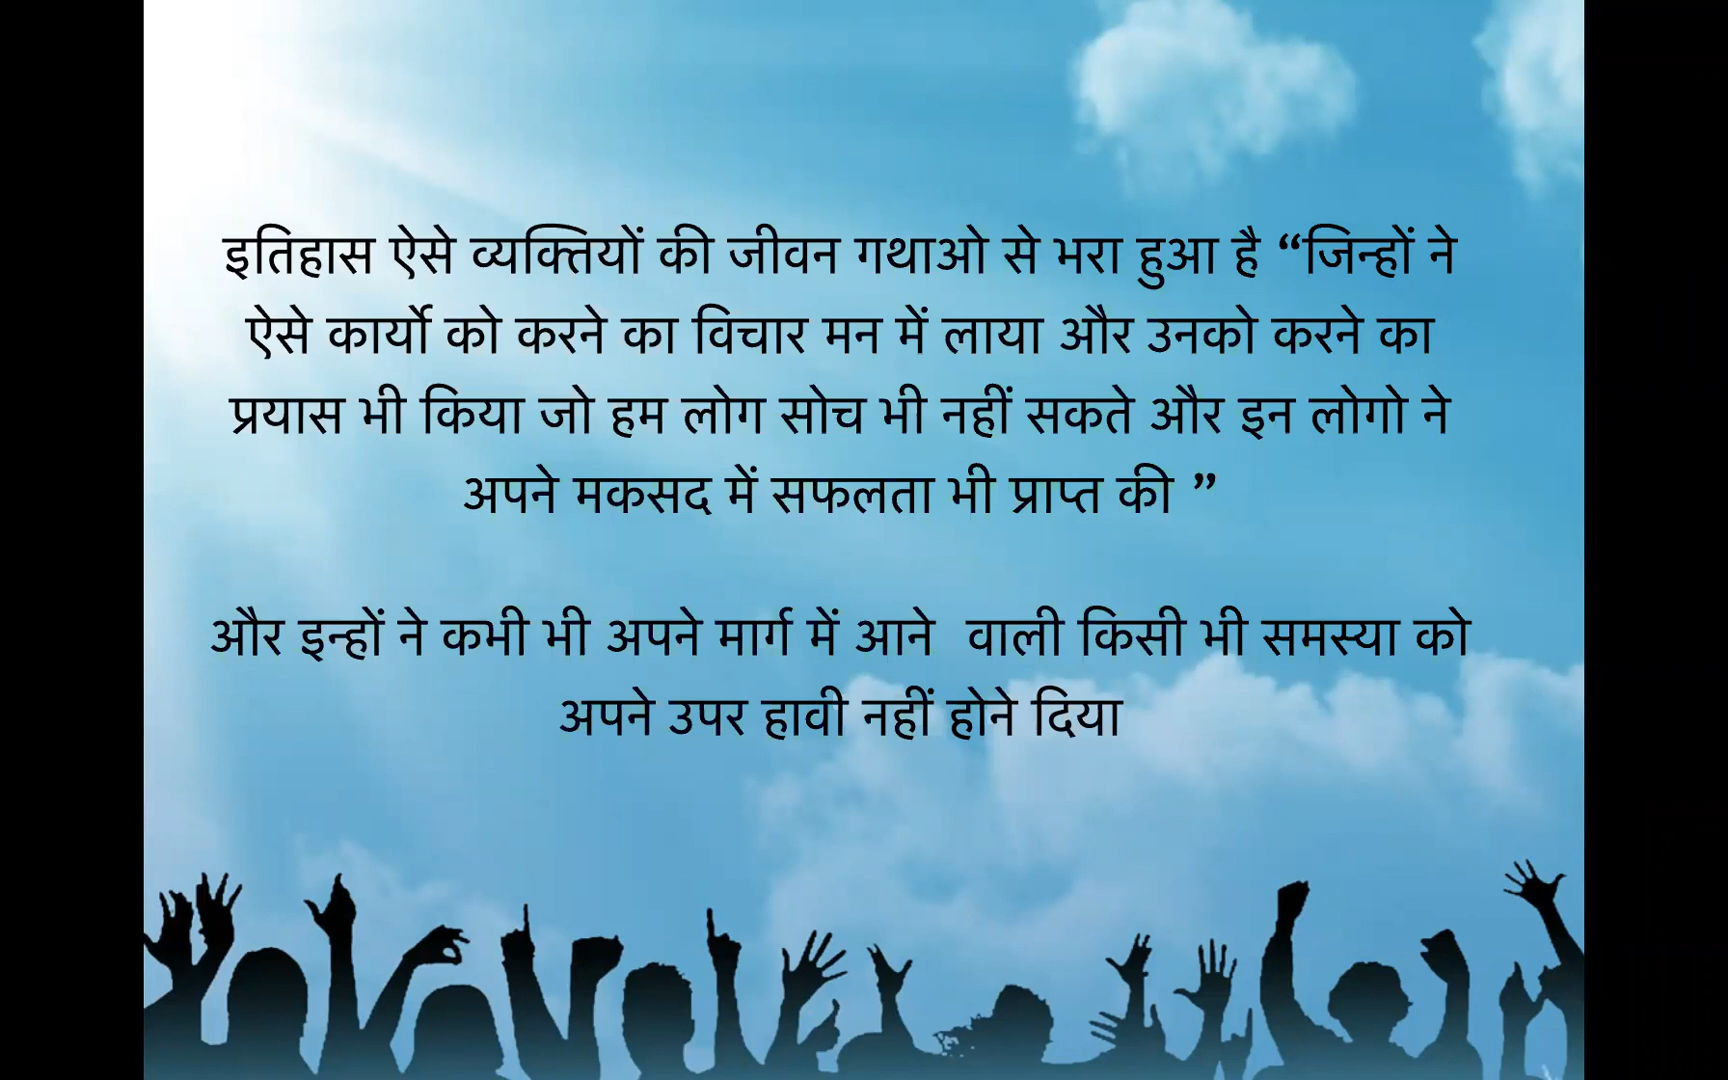 इतिहास ऐसे व्यक्तियों की जीवन गथाओ से भरा हुआ है “जिन्हों ने
ऐसे कार्यो को करने का विचार मन में लाया और उनको करने का
प्रयास भी किया जो हम लोग सोच भी नहीं सकते और इन लोगो ने
अपने मकसद में सफलता भी प्राप्त की ”
और इन्हों ने कभी भी अपने मार्ग में आने  वाली किसी भी समस्या को
अपने उपर हावी नहीं होने दिया